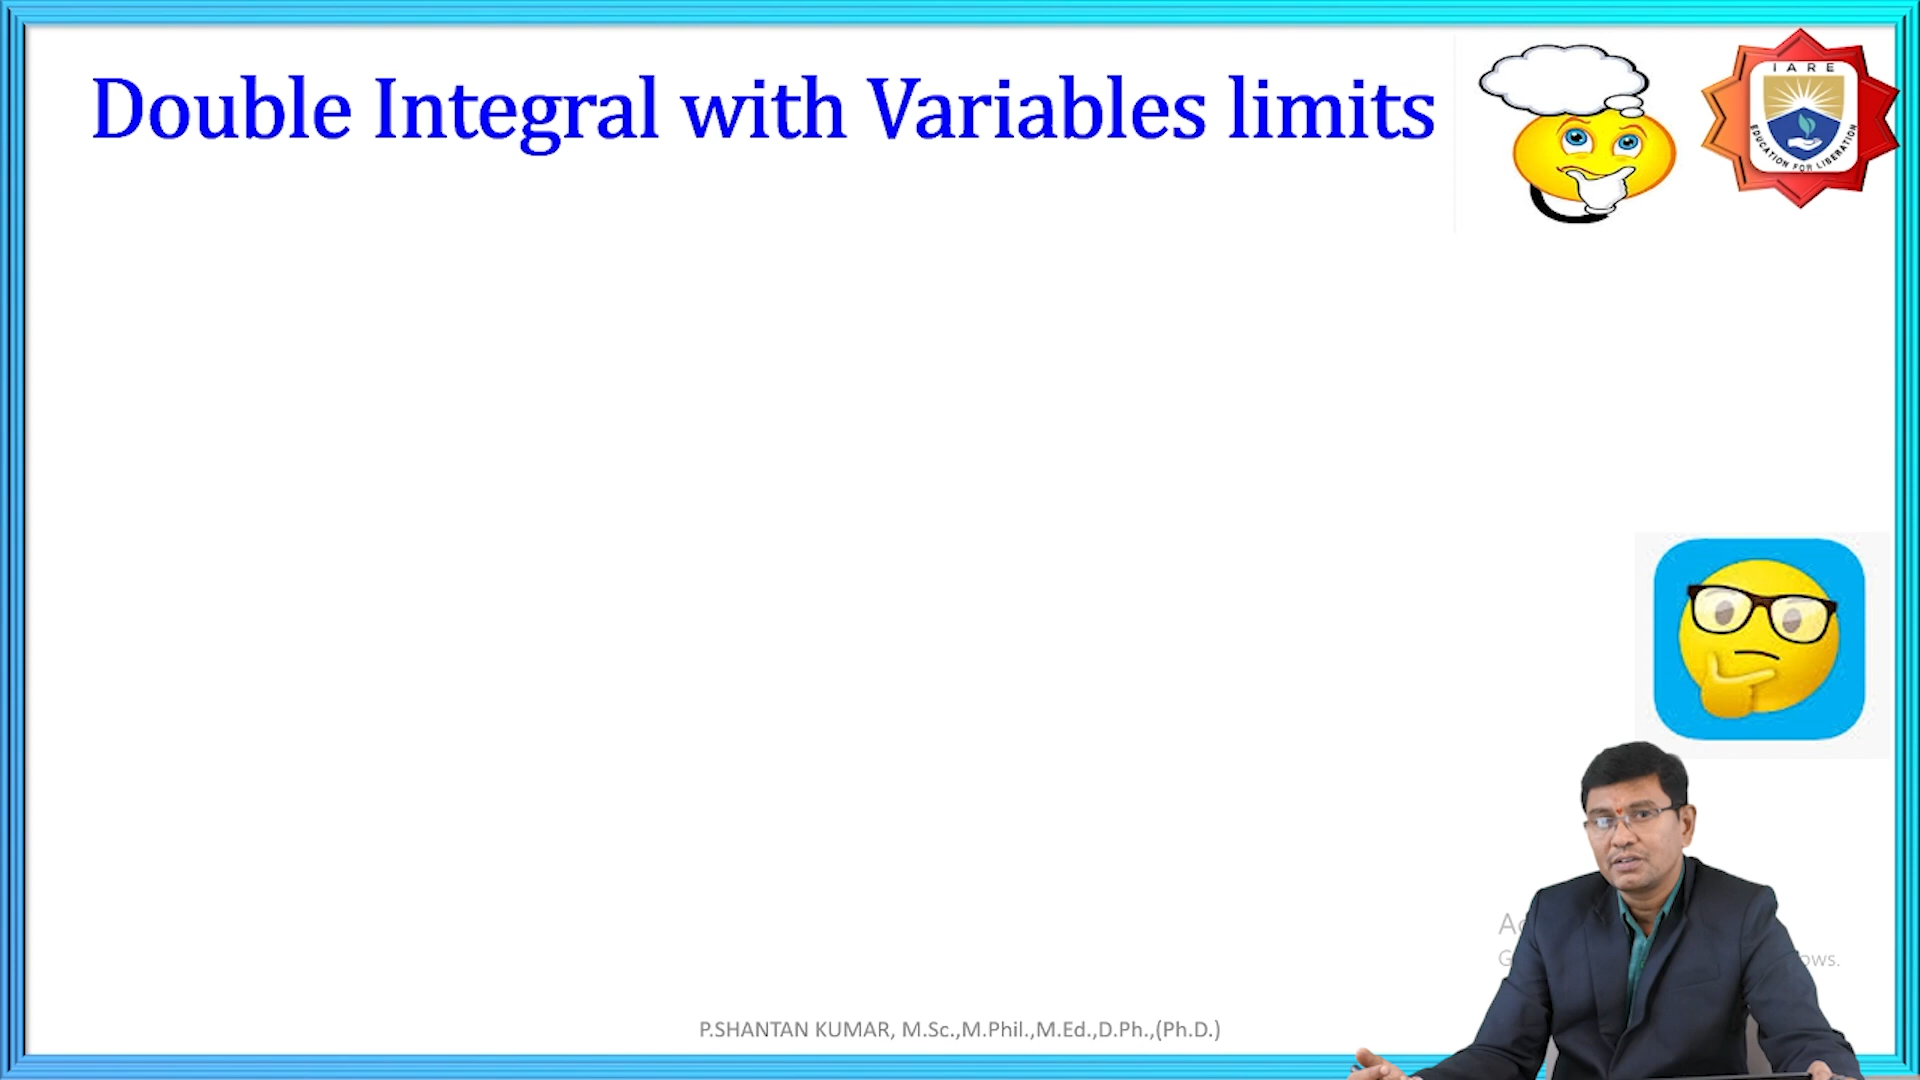 Double Integral with Variables limits
I A R E
EDUCATION FOR LIBERATION
P.SHANTAN KUMAR, M.Sc.,M.Phil.,M.Ed.,D.Ph.,(Ph.D.)